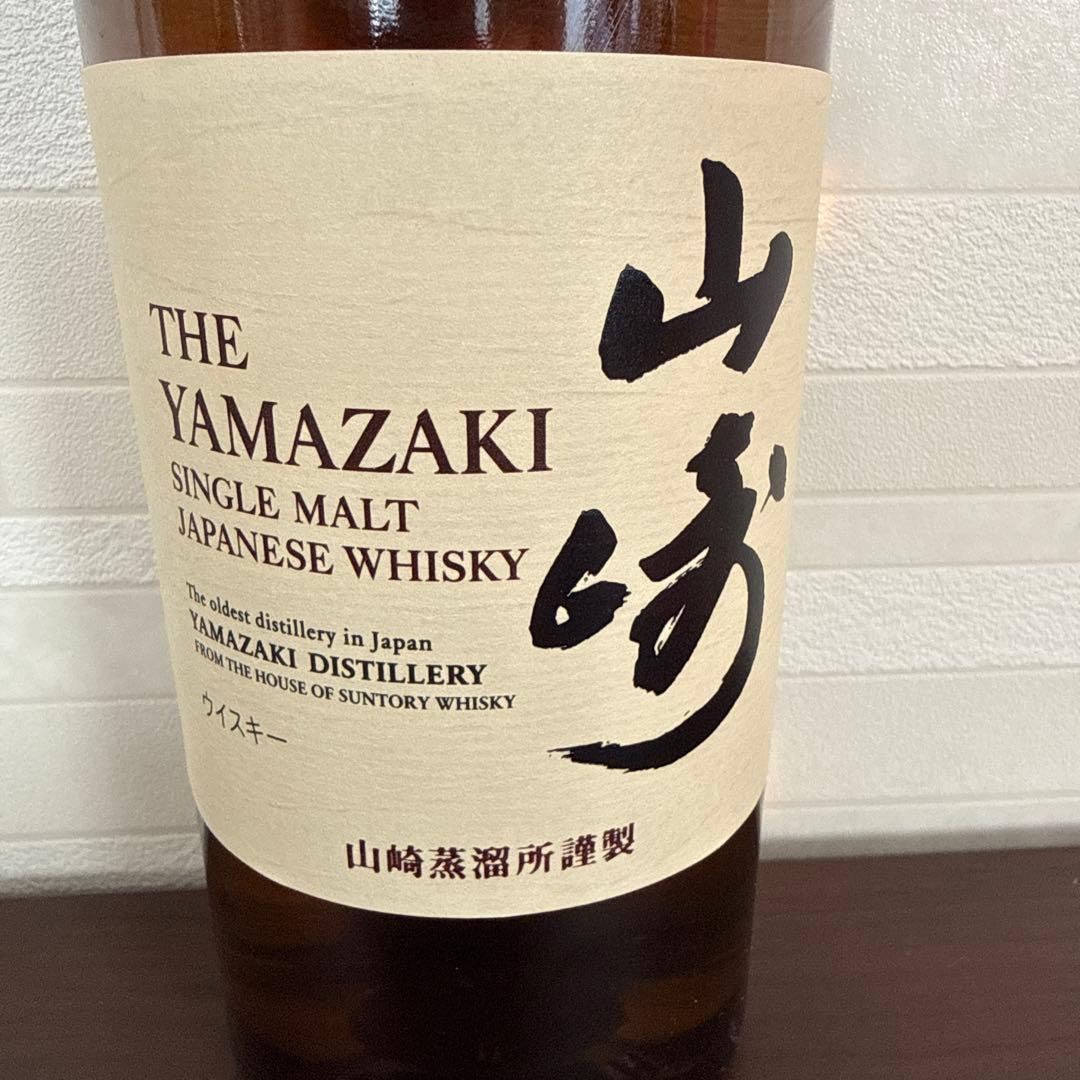 THE
YAMAZAKI
SINGLE MALT
JAPANESE WHISKY
The oldest distillery in Japan
YAMAZAKI DISTILLERY
FROM THE HOUSE OF SUNTORY WHISKY
ウイスキー
山崎
山崎蒸溜所謹製